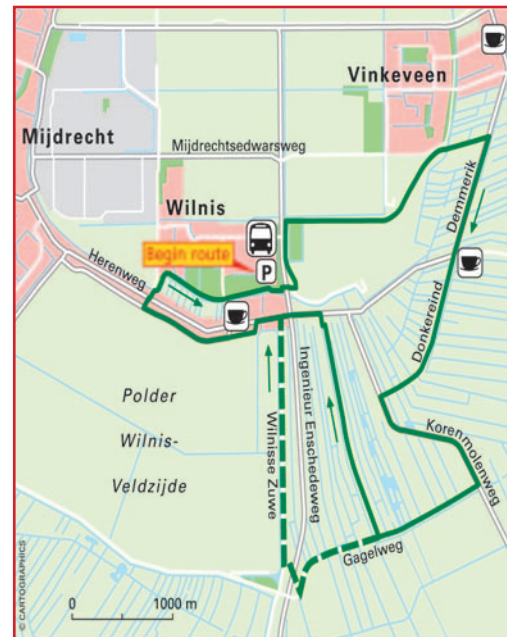 Vinkeveen
Mijdrecht
Mijdrechtsedwarsweg
Wilnis
Demmerik
Begin route
P
Herenweg
Donkereind
Polder
Wilnis-
Veldzijde
Wilnisse Zuwe
Ingenieur Enschedeweg
Korenmolenweg
Gagelweg
© CARTOGRAPHICS
0 1000 m